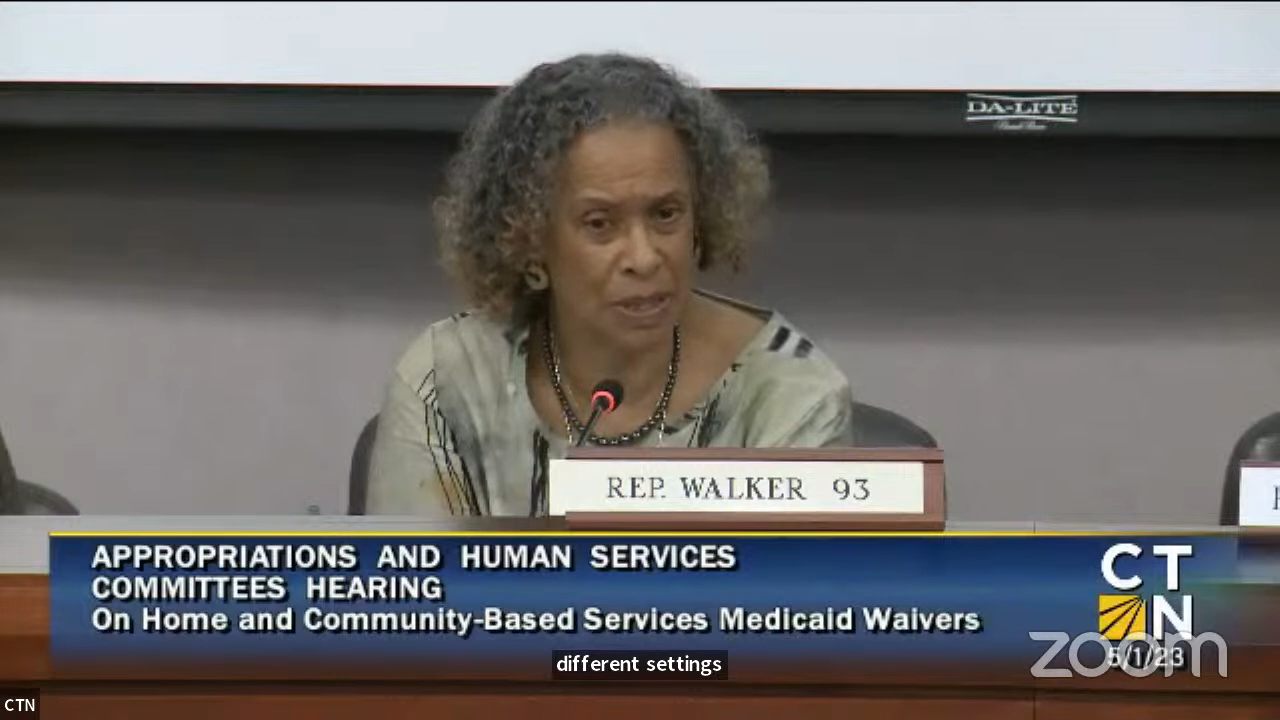 DA-LITE
REP. WALKER 93
APPROPRIATIONS AND HUMAN SERVICES
COMMITTEES HEARING
On Home and Community-Based Services Medicaid Waivers
CTN
zoom
5/1/23
different settings
CTN